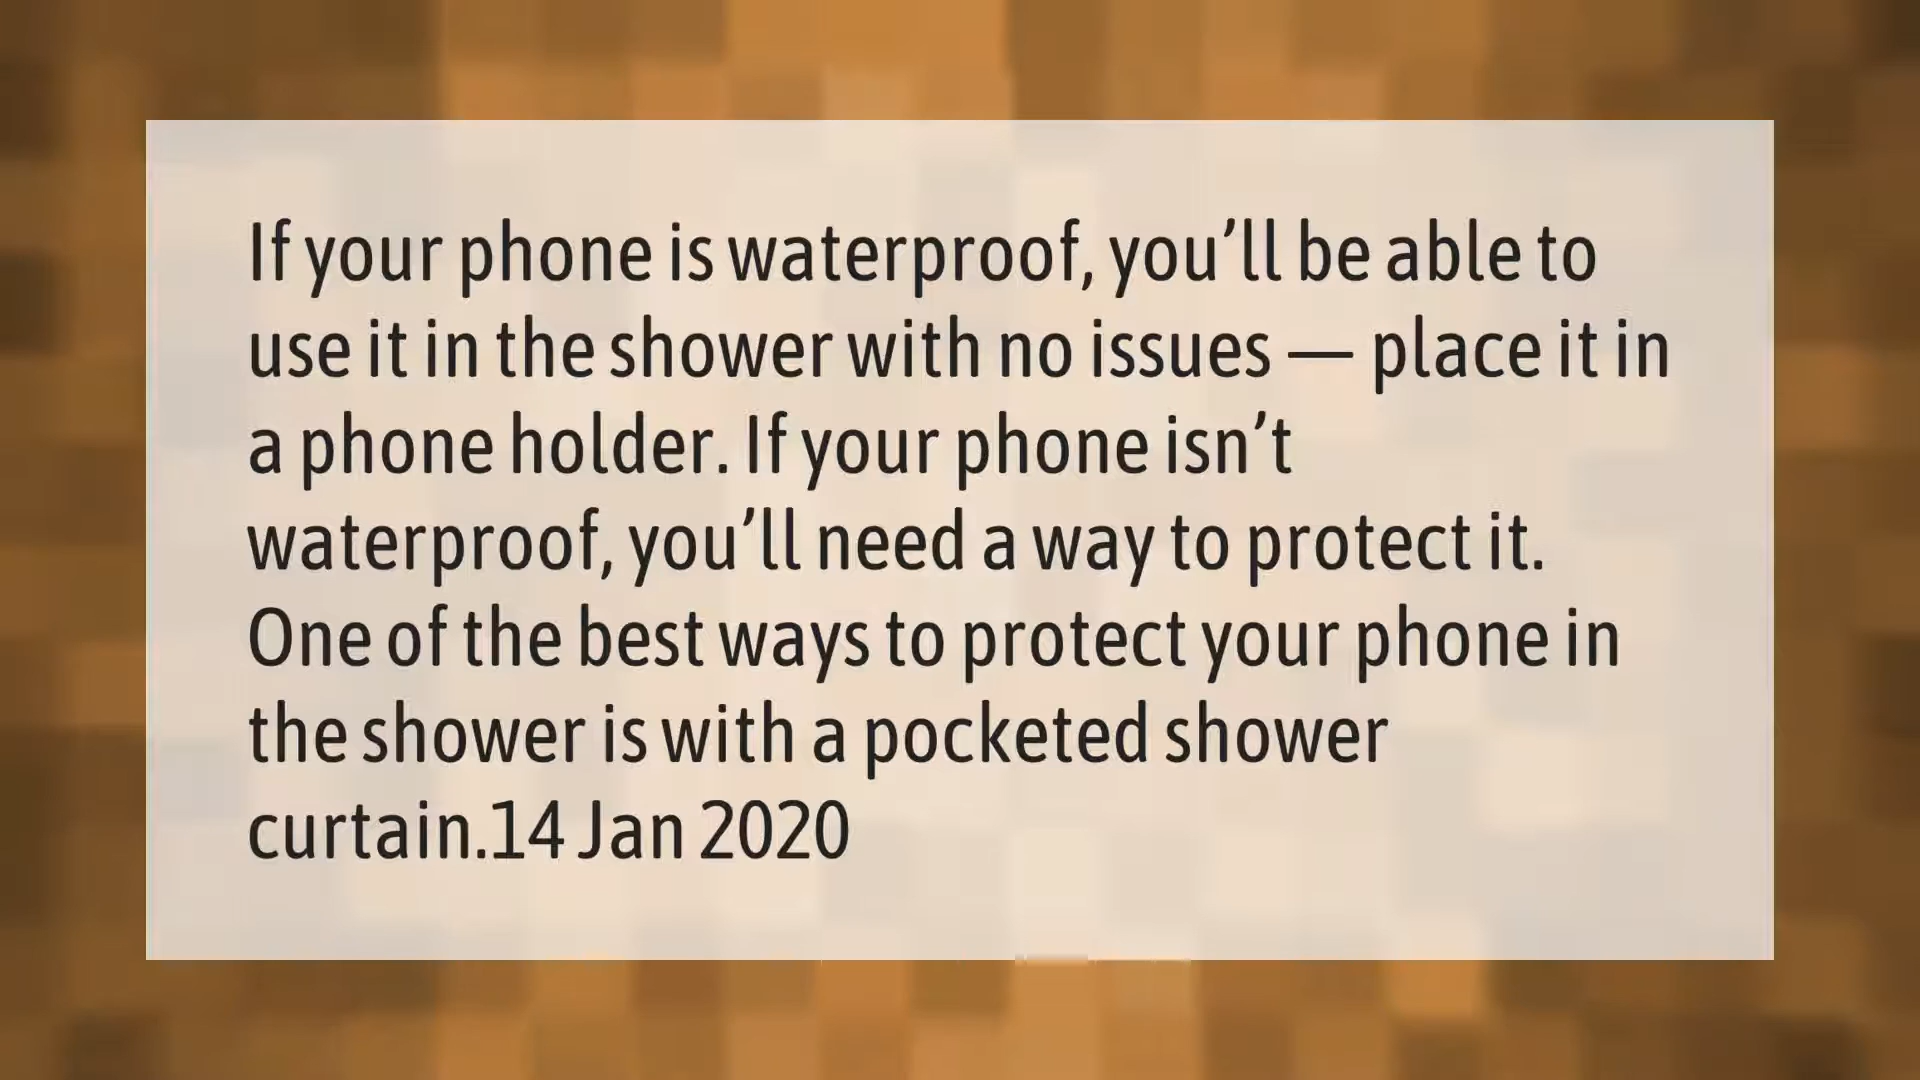 If your phone is waterproof, you’ll be able to
use it in the shower with no issues — place it in
a phone holder. If your phone isn’t
waterproof, you’ll need a way to protect it.
One of the best ways to protect your phone in
the shower is with a pocketed shower
curtain.14 Jan 2020